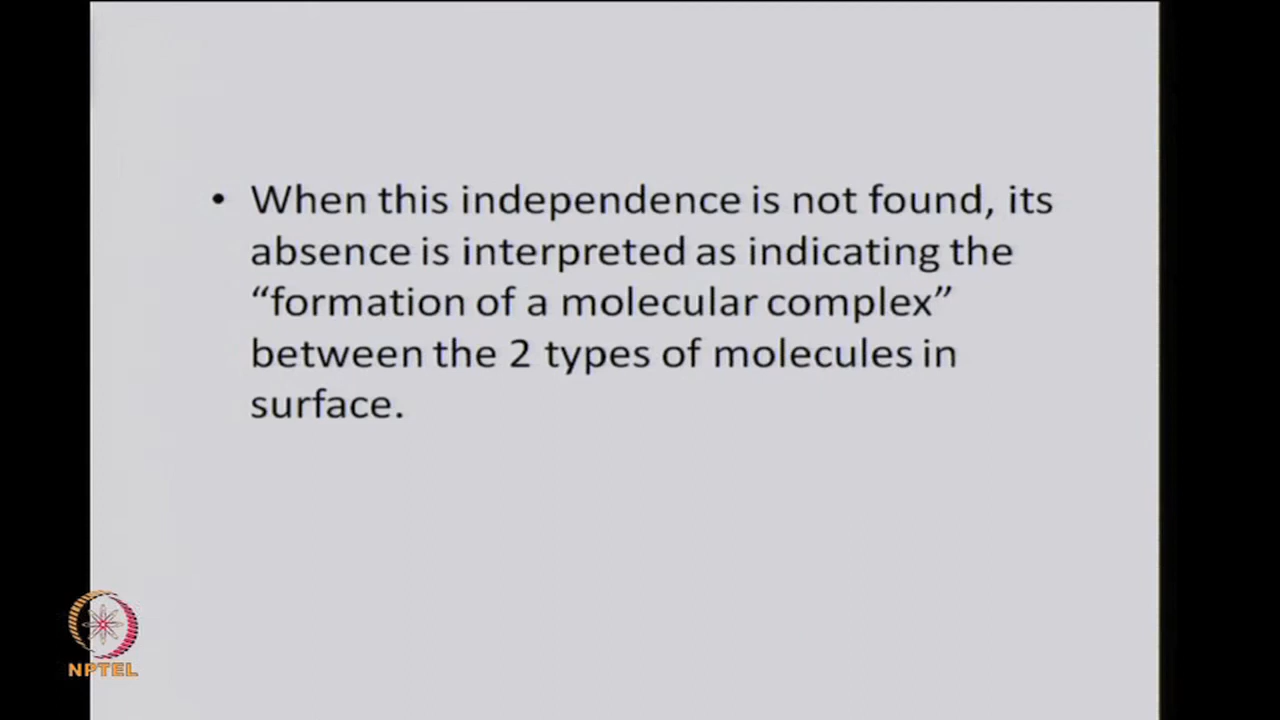 • When this independence is not found, its
absence is interpreted as indicating the
“formation of a molecular complex”
between the 2 types of molecules in
surface.
NPTEL